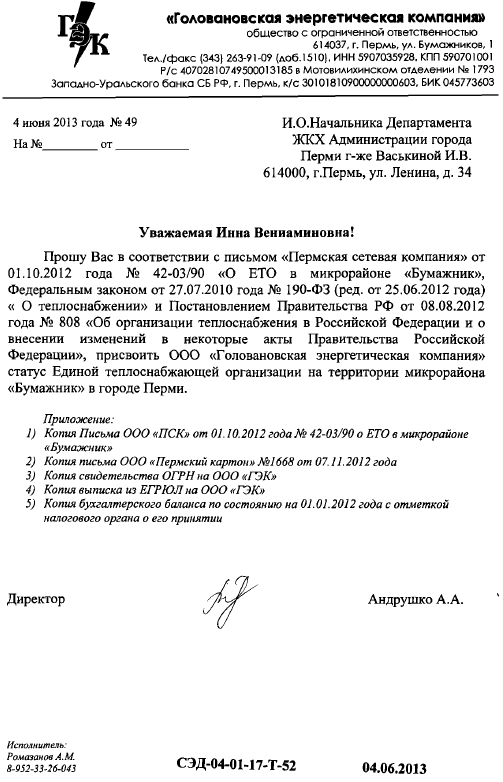 ГЭК
«Головановская энергетическая компания»
общество с ограниченной ответственностью
614037, г. Пермь, ул. Бумажников, 1
Тел./факс (343) 263-91-09 (доб.1510), ИНН 5907035928, КПП 590701001
Р/с 40702810749500013185 в Мотовилихинском отделении № 1793
Западно-Уральского банка СБ РФ, г. Пермь, к/с 30101810900000000603, БИК 045773603
4 июня 2013 года № 49
На №_________ от ____________
И.О.Начальника Департамента
ЖКХ Администрации города
Перми г-же Васькиной И.В.
614000, г.Пермь, ул. Ленина, д. 34
Уважаемая Инна Вениаминовна!
Прошу Вас в соответствии с письмом «Пермская сетевая компания» от
01.10.2012 года № 42-03/90 «О ЕТО в микрорайоне «Бумажник»,
Федеральным законом от 27.07.2010 года № 190-ФЗ (ред. от 25.06.2012 года)
« О теплоснабжении» и Постановлением Правительства РФ от 08.08.2012
года № 808 «Об организации теплоснабжения в Российской Федерации и о
внесении изменений в некоторые акты Правительства Российской
Федерации», присвоить ООО «Головановская энергетическая компания»
статус Единой теплоснабжающей организации на территории микрорайона
«Бумажник» в городе Перми.
Приложение:
1) Копия Письма ООО «ПСК» от 01.10.2012 года № 42-03/90 о ЕТО в микрорайоне
«Бумажник»
2) Копия письма ООО «Пермский картон» №1668 от 07.11.2012 года
3) Копия свидетельства ОГРН на ООО «ГЭК»
4) Копия выписка из ЕГРЮЛ на ООО «ГЭК»
5) Копия бухгалтерского баланса по состоянию на 01.01.2012 года с отметкой
налогового органа о его принятии
Директор
Андрушко А.А.
Исполнитель:
Ромазанов А.М.
8-952-33-26-043
СЭД-04-01-17-Т-52
04.06.2013